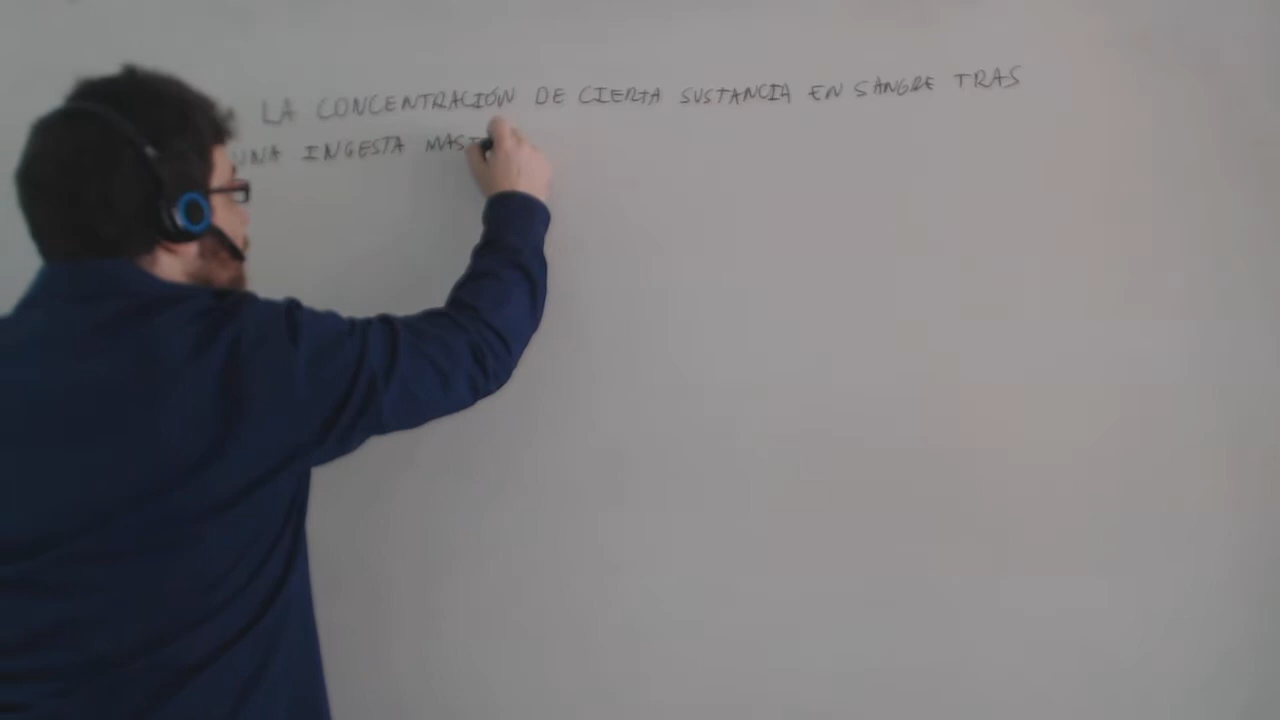 LA CONCENTRACIÓN DE CIERTA SUSTANCIA EN SANGRE TRAS
UNA INGESTA